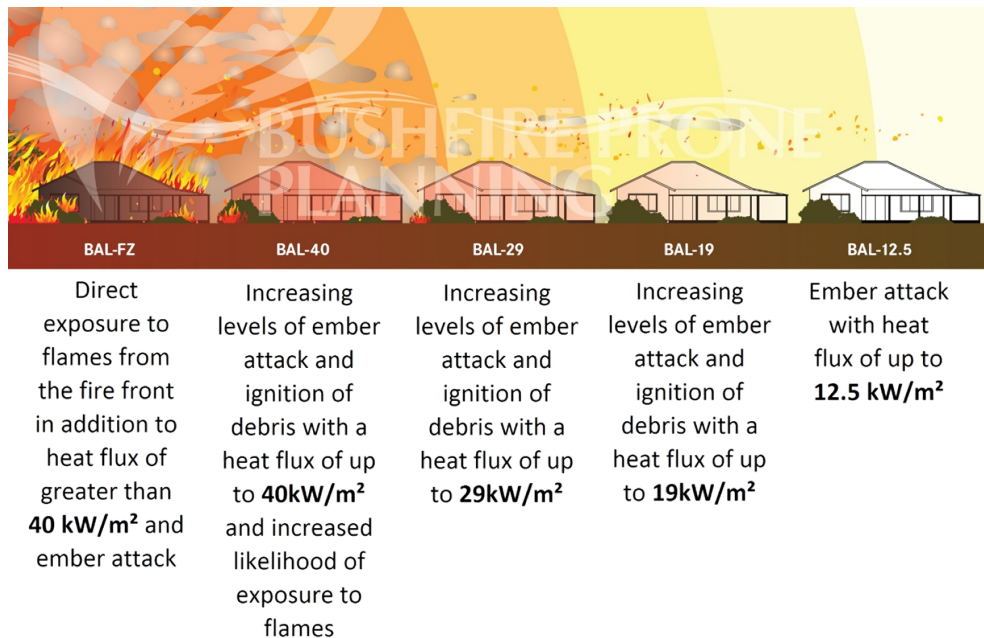 BUSHFIRE PRONE
PLANNING
BAL-FZ
BAL-40
BAL-29
BAL-19
BAL-12.5
Direct
exposure to
flames from
the fire front
in addition to
heat flux of
greater than
40 kW/m² and
ember attack
Increasing
levels of ember
attack and
ignition of
debris with a
heat flux of up
to 40kW/m²
and increased
likelihood of
exposure to
flames
Increasing
levels of ember
attack and
ignition of
debris with a
heat flux of up
to 29kW/m²
Increasing
levels of ember
attack and
ignition of
debris with a
heat flux of up
to 19kW/m²
Ember attack
with heat
flux of up to
12.5 kW/m²